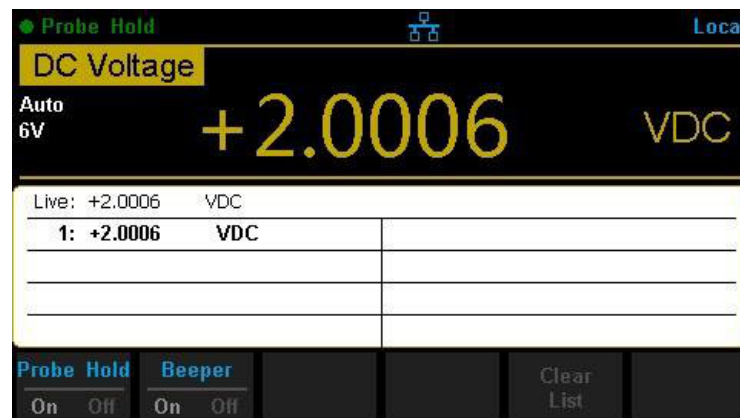 Probe Hold
Loca
DC Voltage
Auto
6V
+2.0006 VDC
Live: +2.0006 VDC
1: +2.0006 VDC
Probe Hold Beeper Clear
On Off On Off List